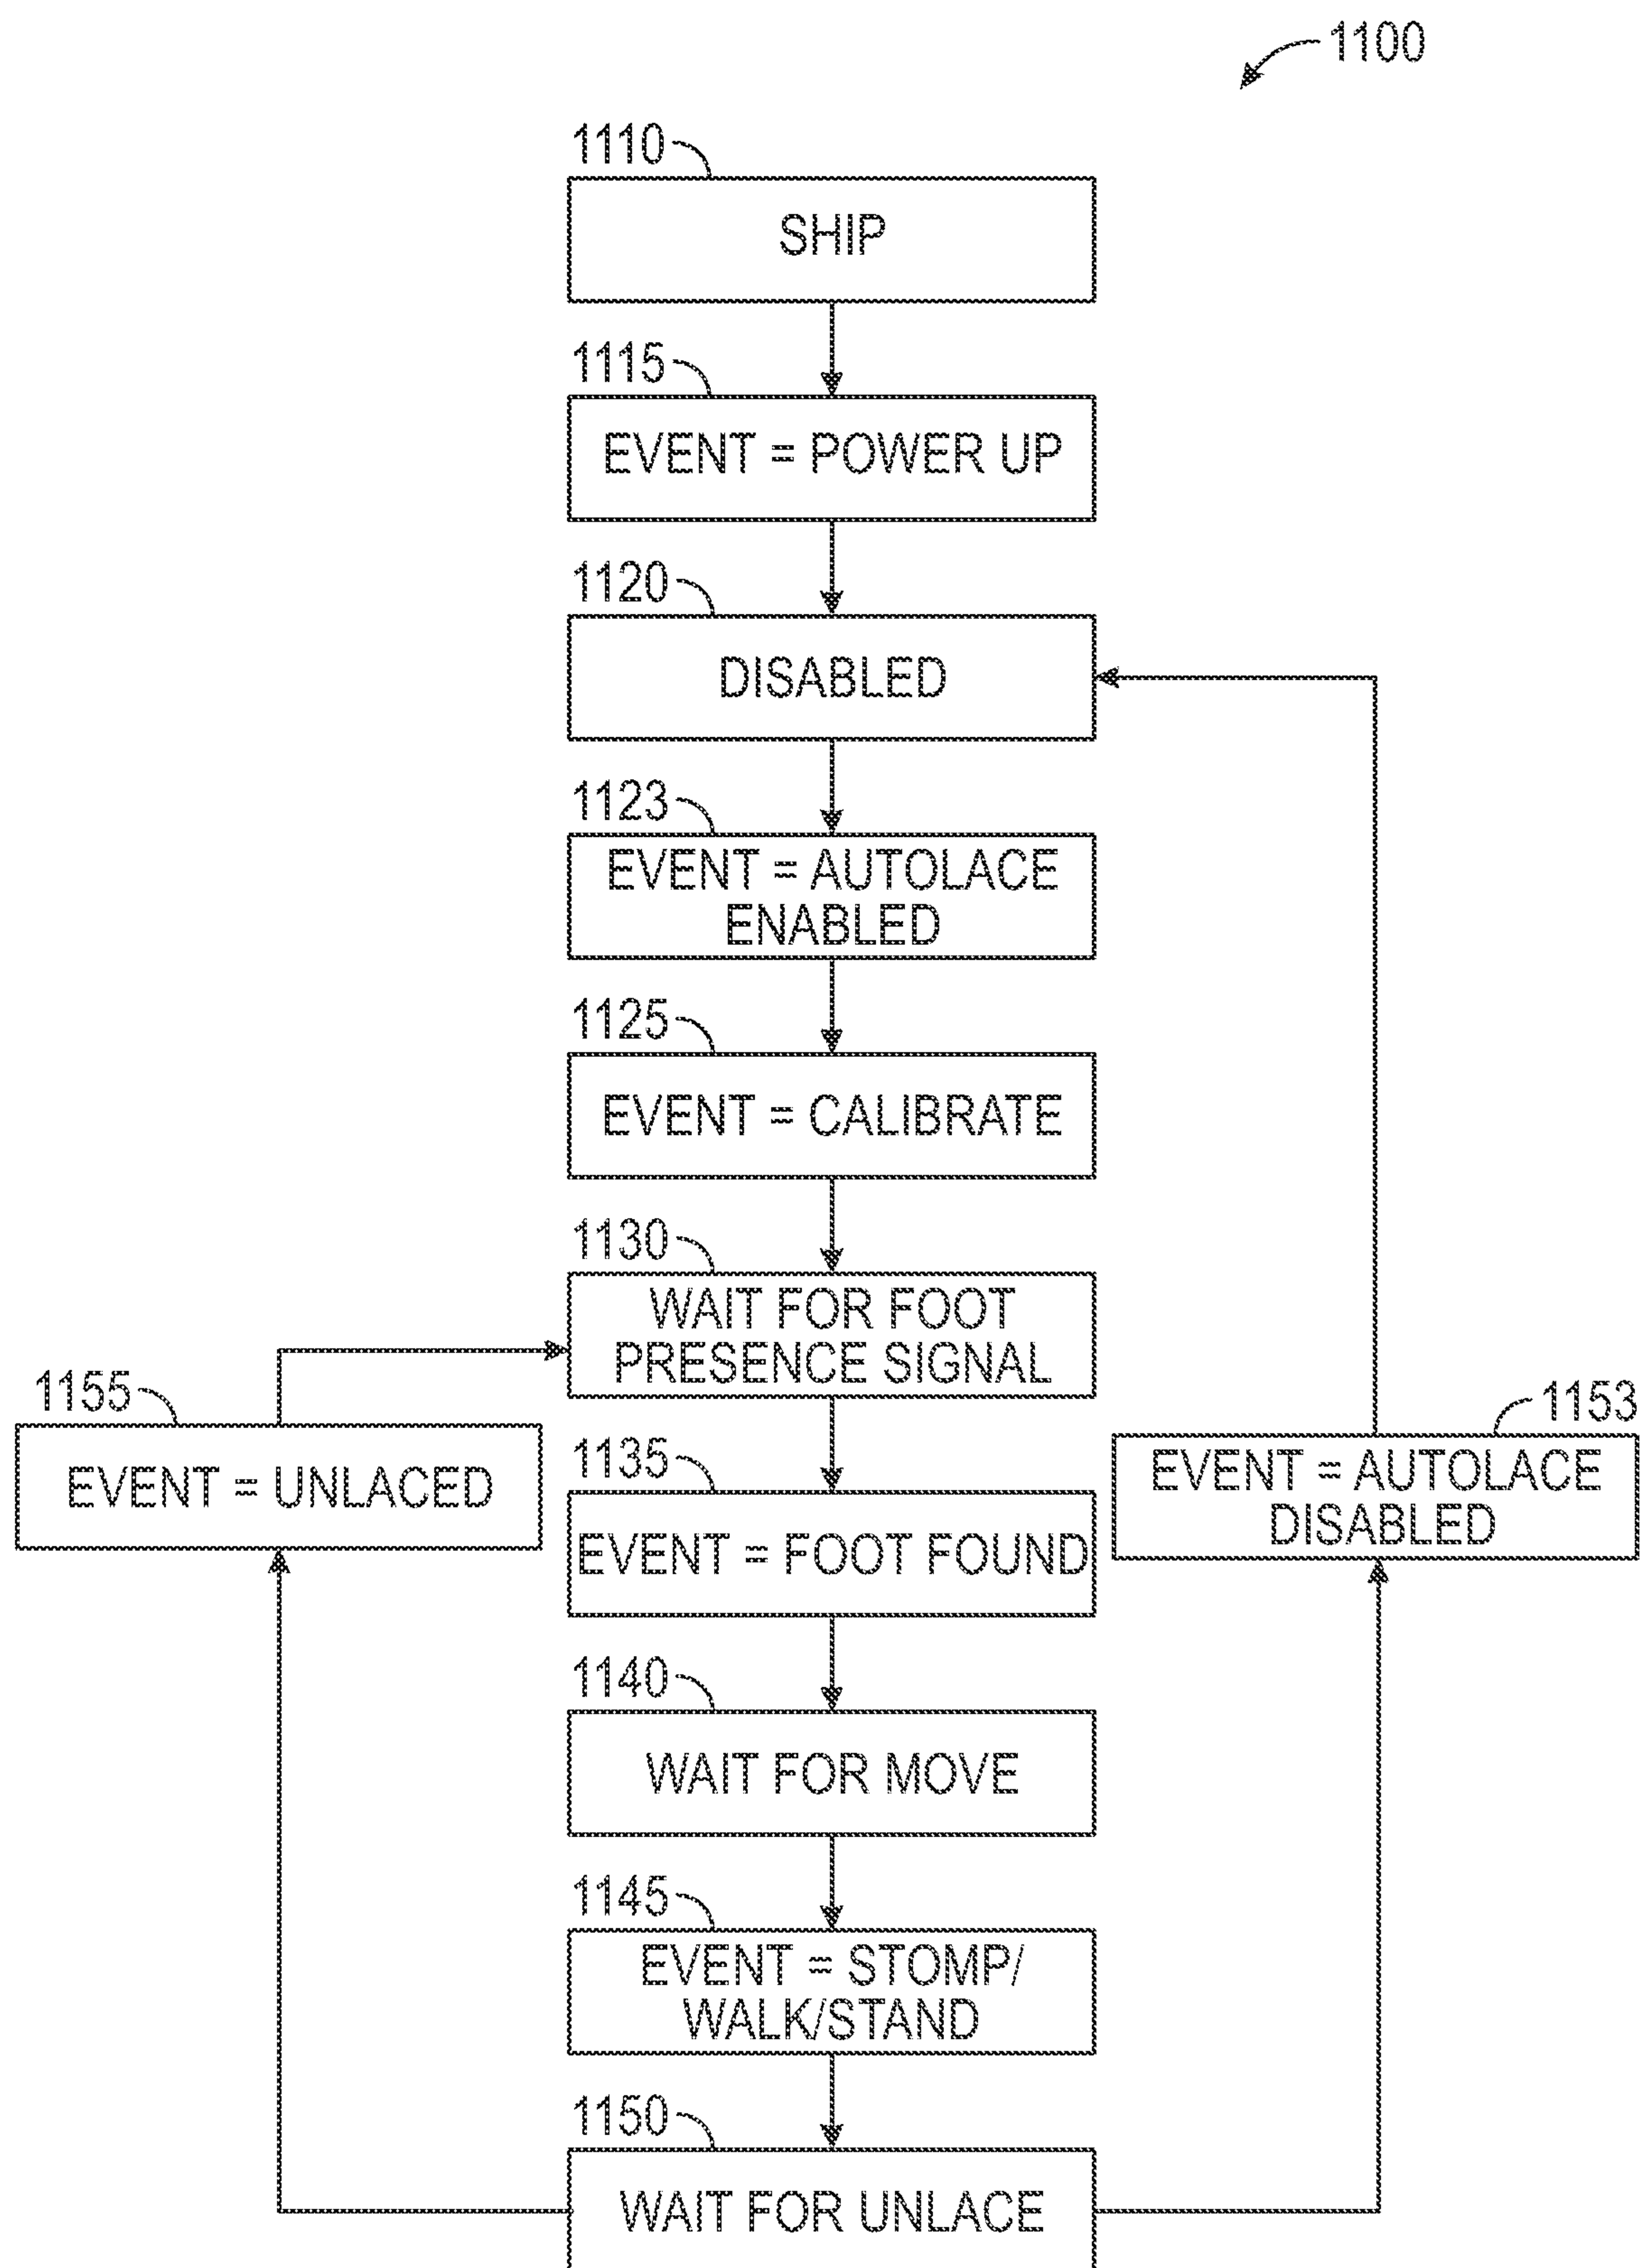 1100
1110
SHIP
1115
EVENT = POWER UP
1120
DISABLED
1123
EVENT = AUTOLACE
ENABLED
1125
EVENT = CALIBRATE
1130
WAIT FOR FOOT
PRESENCE SIGNAL
1155
EVENT = UNLACED
1135
EVENT = FOOT FOUND
1153
EVENT = AUTOLACE
DISABLED
1140
WAIT FOR MOVE
1145
EVENT = STOMP/
WALK/STAND
1150
WAIT FOR UNLACE